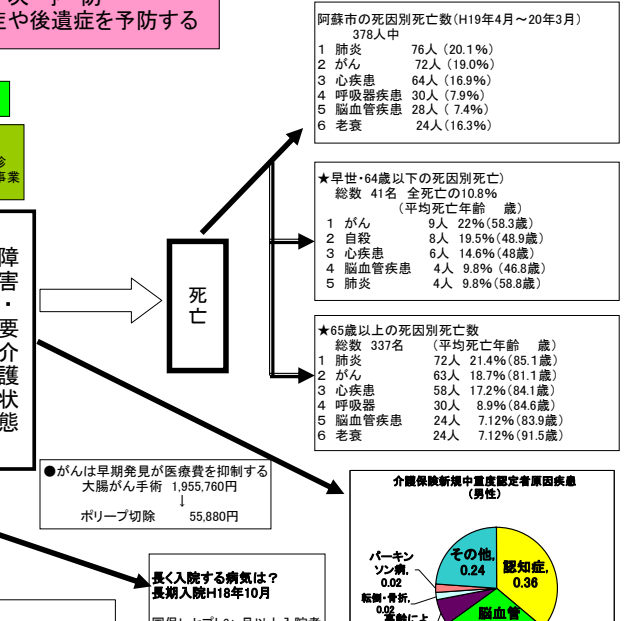 症や後遺症を予防する
事業
障害・要介護状態
死亡
阿蘇市の死因別死亡数(H19年4月～20年3月)
378人中
1 肺炎 76人 (20.1%)
2 がん 72人 (19.0%)
3 心疾患 64人 (16.9%)
4 呼吸器疾患 30人 (7.9%)
5 脳血管疾患 28人 ( 7.4%)
6 老衰 24人 (16.3%)
★早世・64歳以下の死因別死亡)
総数 41名 全死亡の10.8%
(平均死亡年齢 歳)
1 がん 9人 22%(58.3歳)
2 自殺 8人 19.5%(48.9歳)
3 心疾患 6人 14.6%(48歳)
4 脳血管疾患 4人 9.8% (46.8歳)
5 肺炎 4人 9.8%(58.8歳)
★65歳以上の死因別死亡数
総数 337名 (平均死亡年齢 歳)
1 肺炎 72人 21.4%(85.1歳)
2 がん 63人 18.7%(81.1歳)
3 心疾患 58人 17.2%(84.1歳)
4 呼吸器 30人 8.9%(84.6歳)
5 脳血管疾患 24人 7.12%(83.9歳)
6 老衰 24人 7.12%(91.5歳)
●がんは早期発見が医療費を抑制する
大腸がん手術 1,955,760円
↓
ポリープ切除 55,880円
長く入院する病気は?
長期入院H18年10月
介護保険新規中重度認定者原因疾患
(男性)
その他, 0.24
認知症, 0.36
パーキンソン病, 0.02
転倒・骨折, 0.02
高齢によ
脳血管